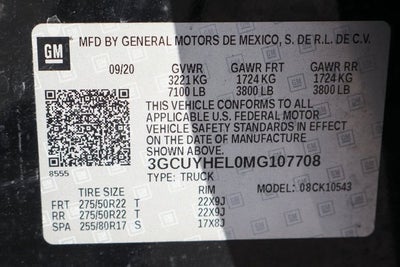 GM MFD BY GENERAL MOTORS DE MEXICO, S. DE R.L. DE C.V.
09/20 GVWR GAWR FRT GAWR RR
3221 KG 1724 KG 1724 KG
7100 LB 3800 LB 3800 LB
THIS VEHICLE CONFORMS TO ALL
APPLICABLE U.S. FEDERAL MOTOR
VEHICLE SAFETY STANDARDS IN EFFECT
ON THE DATE OF MANUFACTURE SHOWN ABOVE.
3GCUYHEL0MG107708
8555 TYPE: TRUCK MODEL: 08CK10543
TIRE SIZE RIM
FRT 275/50R22 T 22X9J
RR 275/50R22 T 22X9J
SPA 255/80R17 S 17X8J